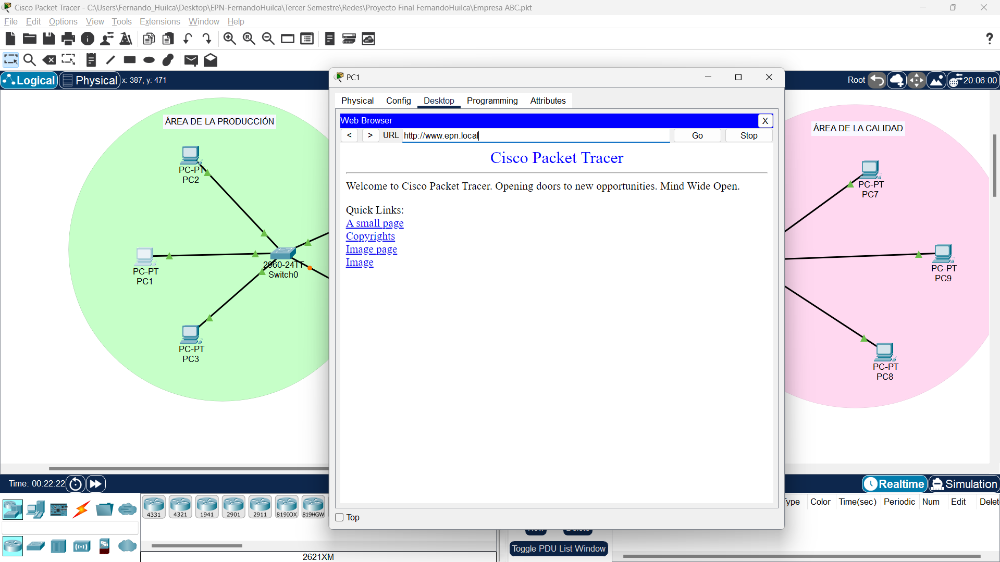 Cisco Packet Tracer - C:\Users\Fernando_Huilca\Desktop\EPN-FernandoHuilca\Tercer Semestre\Redes\Proyecto Final FernandoHuilca\Empresa ABC.pkt
File Edit Options View Tools Extensions Window Help
Logical Physical x: 387, y: 471
Root 20:06:00
PC1
Physical Config Desktop Programming Attributes
Web Browser X
< > URL http://www.epn.local Go Stop
Cisco Packet Tracer
Welcome to Cisco Packet Tracer. Opening doors to new opportunities. Mind Wide Open.
Quick Links:
A small page
Copyrights
Image page
Image
Top
ÁREA DE LA PRODUCCIÓN
PC-PT
PC2
PC-PT
PC1
2960-24TT
Switch0
PC-PT
PC3
ÁREA DE LA CALIDAD
PC-PT
PC7
PC-PT
PC9
PC-PT
PC8
Time: 00:22:22
Realtime Simulation
4331 4321 1941 2901 2911 819IOX 819HGW
2621XM
Toggle PDU List Window
Color Time(sec) Periodic Num Edit